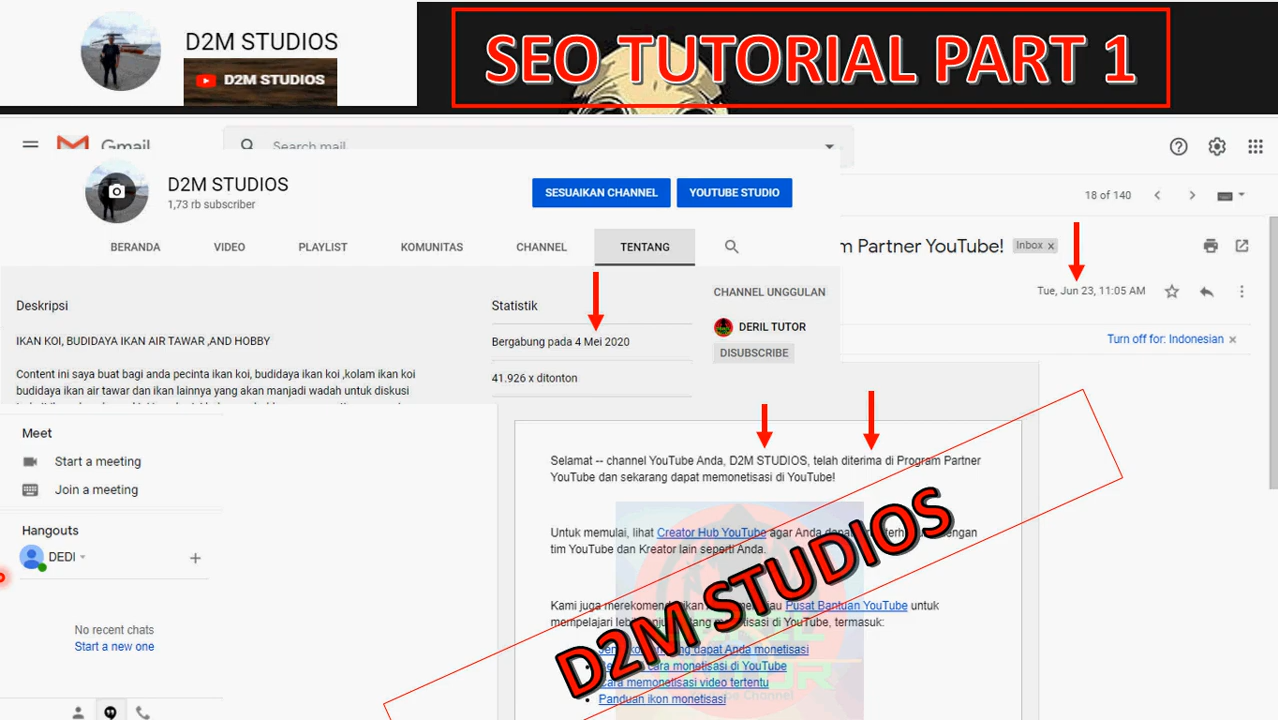 D2M STUDIOS
D2M STUDIOS
SEO TUTORIAL PART 1
Gmail
Search mail
D2M STUDIOS
1,73 rb subscriber
SESUAIKAN CHANNEL
YOUTUBE STUDIO
18 of 140
BERANDA VIDEO PLAYLIST KOMUNITAS CHANNEL TENTANG
Partner YouTube! Inbox x
Tue, Jun 23, 11:05 AM
Turn off for: Indonesian x
Deskripsi
IKAN KOI, BUDIDAYA IKAN AIR TAWAR ,AND HOBBY
Content ini saya buat bagi anda pecinta ikan koi, budidaya ikan koi ,kolam ikan koi
budidaya ikan air tawar dan ikan lainnya yang akan manjadi wadah untuk diskusi
Statistik
Bergabung pada 4 Mei 2020
41.926 x ditonton
CHANNEL UNGGULAN
DERIL TUTOR
DISUBSCRIBE
Meet
Start a meeting
Join a meeting
Hangouts
DEDI
No recent chats
Start a new one
Selamat -- channel YouTube Anda, D2M STUDIOS, telah diterima di Program Partner
YouTube dan sekarang dapat memonetisasi di YouTube!
Untuk memulai, lihat Creator Hub YouTube agar Anda
tim YouTube dan Kreator lain seperti Anda.
Kami juga Pusat Bantuan YouTube untuk
mempelajari di YouTube, termasuk:
yang dapat Anda monetisasi
cara monetisasi di YouTube
Cara memonetisasi video tertentu
Panduan ikon monetisasi
D2M STUDIOS